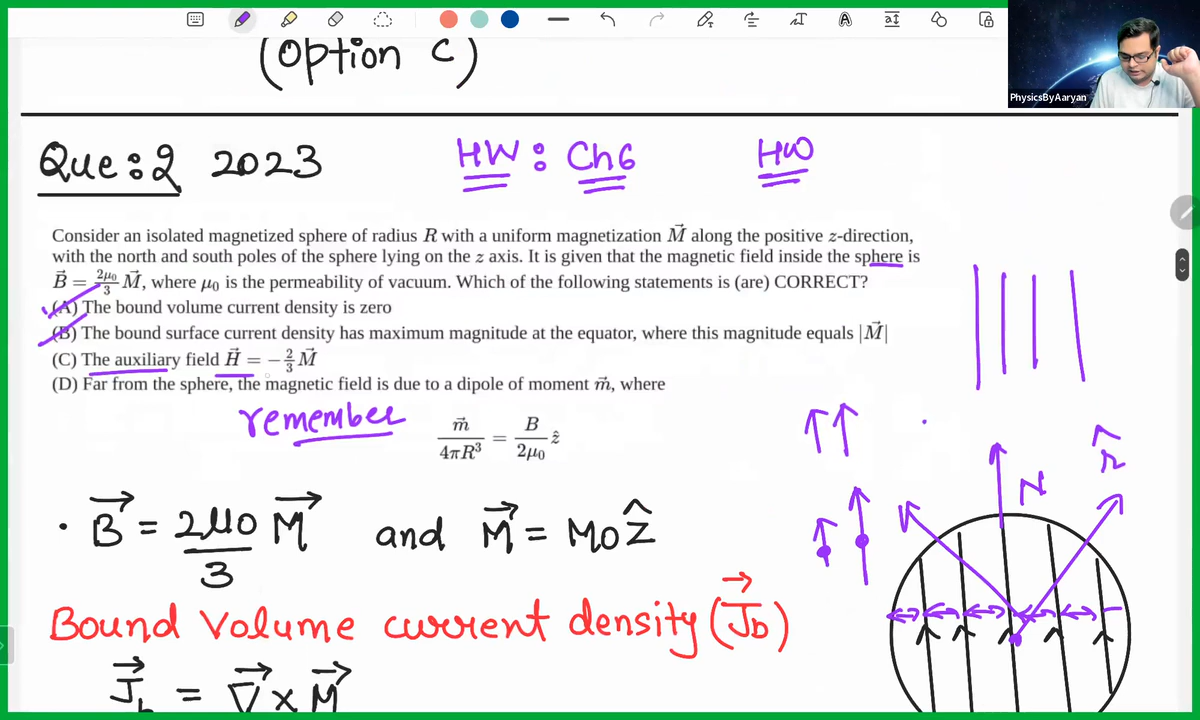 (Option C)
PhysicsByAaryan
Que:2 2023 HW : Ch6 HW
Consider an isolated magnetized sphere of radius R with a uniform magnetization M⃗ along the positive z-direction,
with the north and south poles of the sphere lying on the z axis. It is given that the magnetic field inside the sphere is
B⃗ = 2μ₀/3 M⃗, where μ₀ is the permeability of vacuum. Which of the following statements is (are) CORRECT?
(A) The bound volume current density is zero
(B) The bound surface current density has maximum magnitude at the equator, where this magnitude equals |M⃗|
(C) The auxiliary field H⃗ = −2/3 M⃗
(D) Far from the sphere, the magnetic field is due to a dipole of moment m⃗, where
remember
m⃗/4πR³ = B/2μ₀ ẑ
r̂
N
· B⃗ = 2μ0/3 M⃗ and M⃗ = M0 ẑ
Bound Volume current density (J⃗b)
J⃗b = ∇⃗ × M⃗